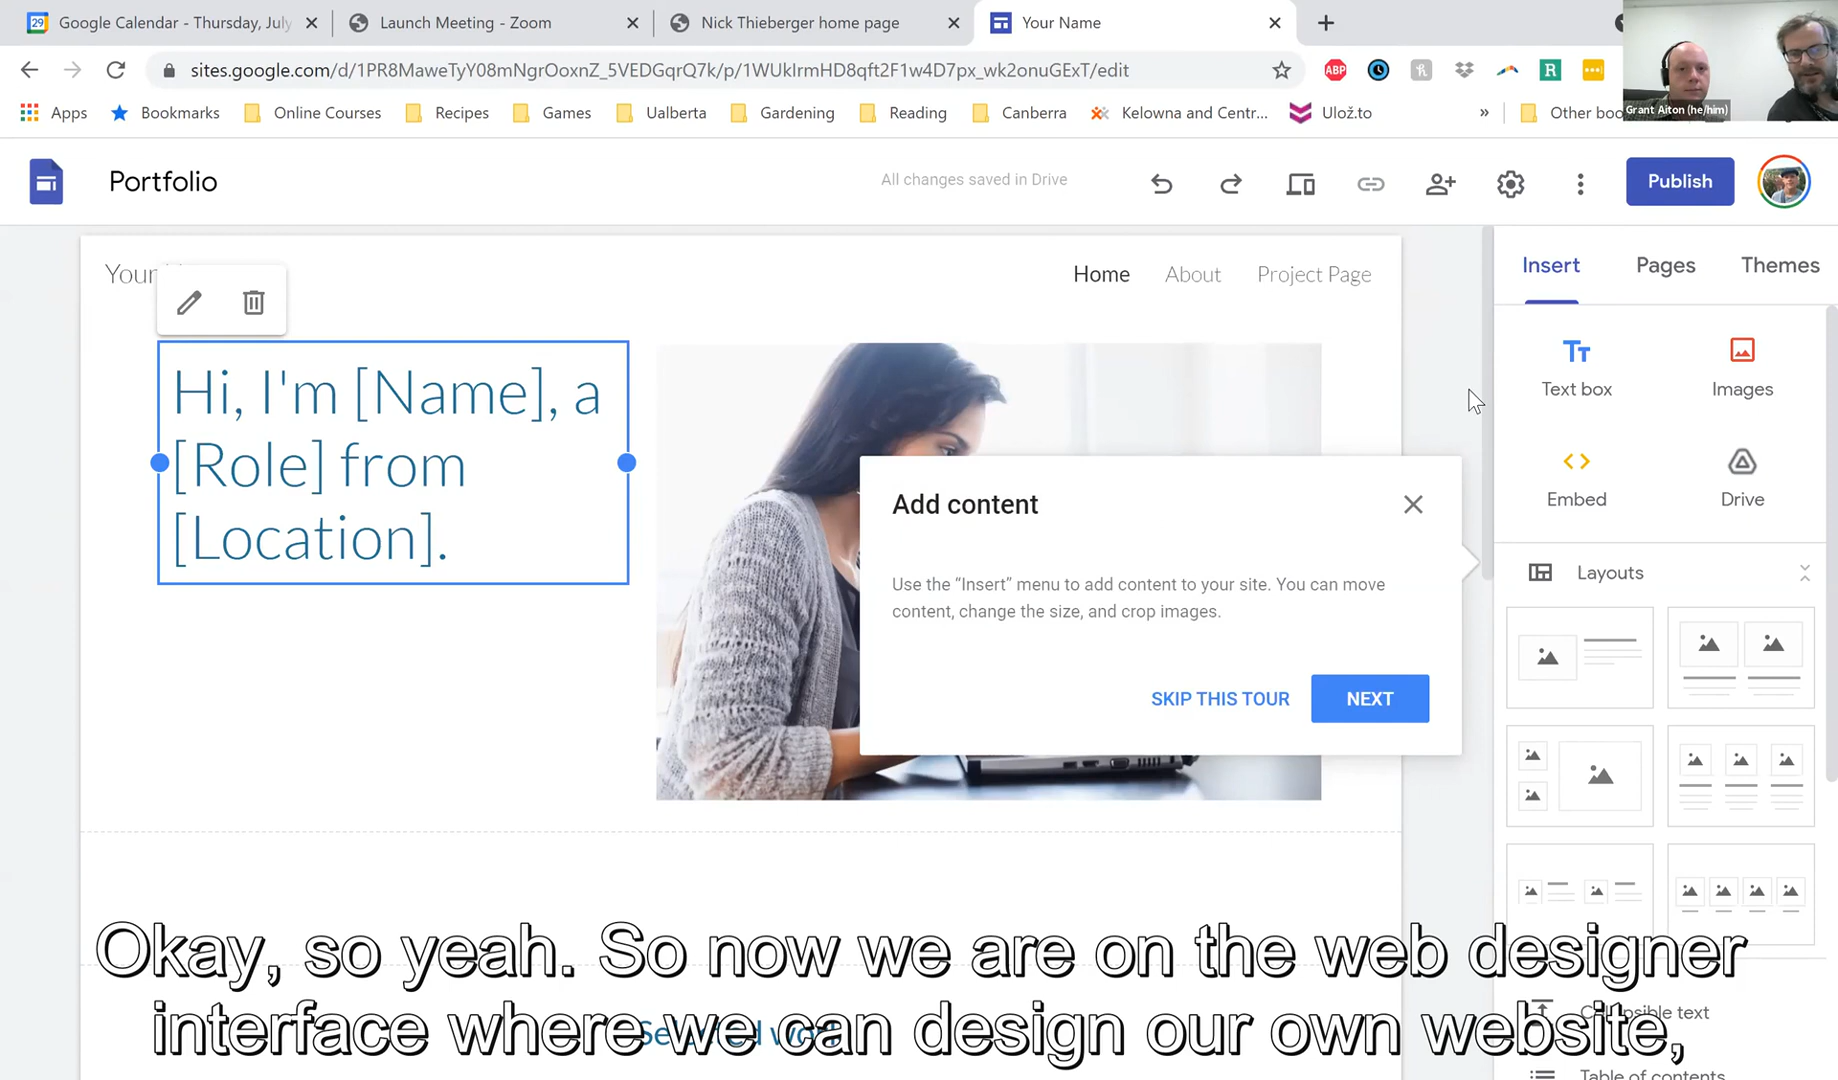 Google Calendar - Thursday, July
Launch Meeting - Zoom
Nick Thieberger home page
Your Name
sites.google.com/d/1PR8MaweTyY08mNgrOoxnZ_5VEDGqrQ7k/p/1WUkIrmHD8qft2F1w4D7px_wk2onuGExT/edit
ABP
R
Apps
Bookmarks
Online Courses
Recipes
Games
Ualberta
Gardening
Reading
Canberra
Kelowna and Centr...
Ulož.to
»
Other boo
Grant Aiton (he/him)
Portfolio
All changes saved in Drive
Publish
Your
Home
About
Project Page
Hi, I'm [Name], a
[Role] from
[Location].
Add content
Use the “Insert” menu to add content to your site. You can move
content, change the size, and crop images.
SKIP THIS TOUR
NEXT
Insert
Pages
Themes
Text box
Images
Embed
Drive
Layouts
Okay, so yeah. So now we are on the web designer
interface where we can design our own website,
Table of contents